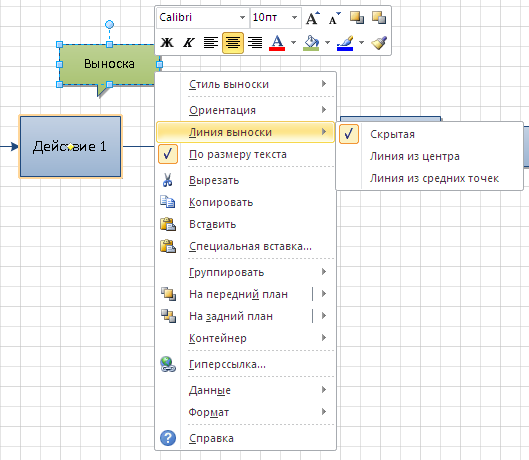 Calibri 10пт А А
Ж К А
Выноска
Действие 1
Стиль выноски
Ориентация
Линия выноски
По размеру текста
Вырезать
Копировать
Вставить
Специальная вставка...
Группировать
На передний план
На задний план
Контейнер
Гиперссылка...
Данные
Формат
Справка
Скрытая
Линия из центра
Линия из средних точек